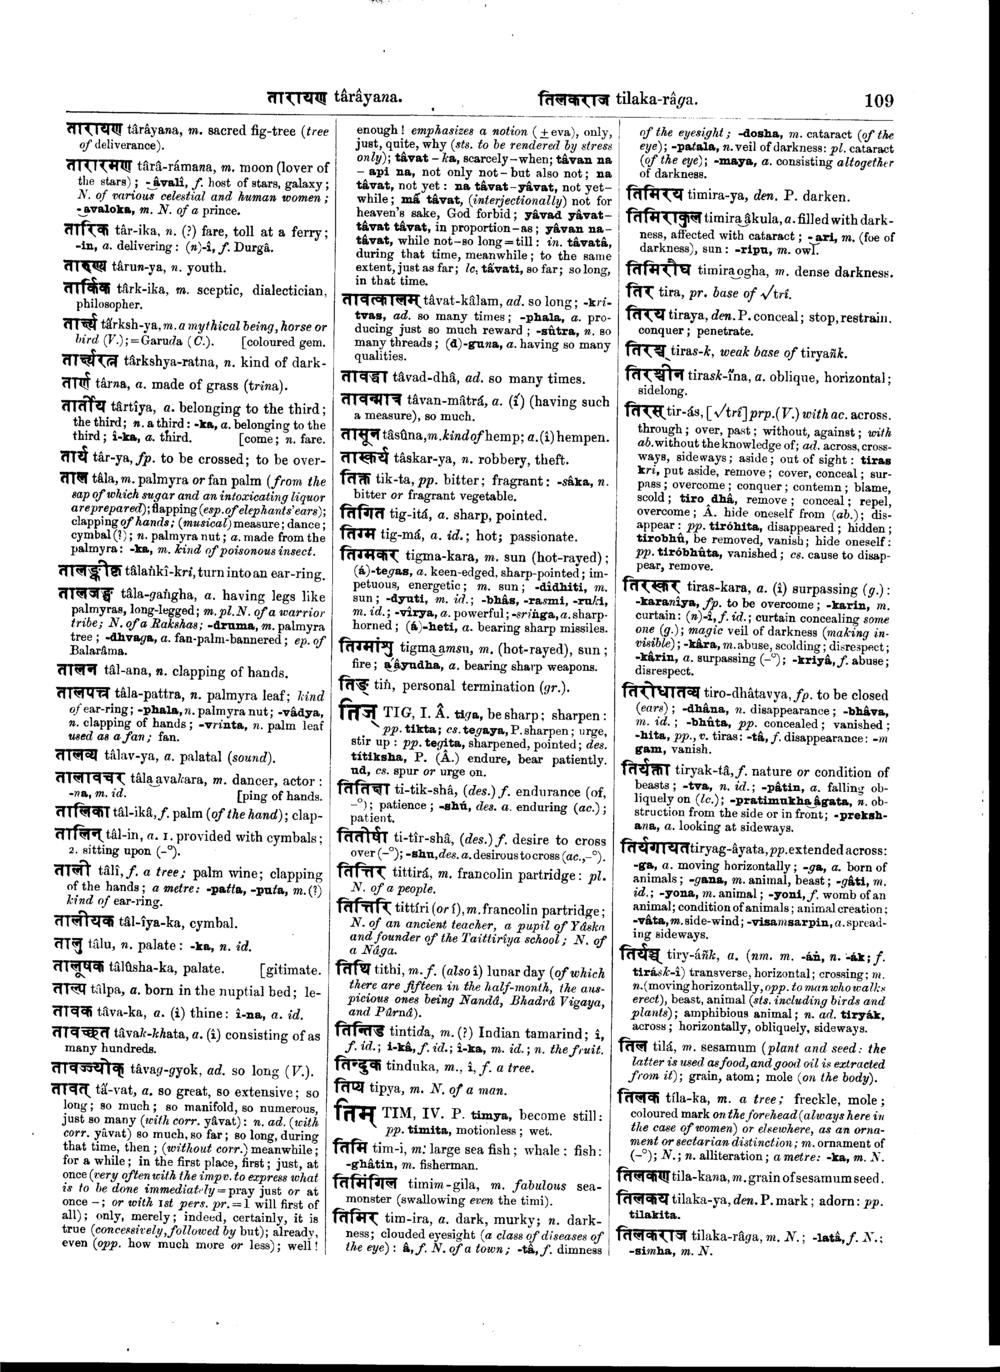 तारायण târâyana.
तिलकराज tilaka-râga.
109
तारायण târâyana, m. sacred fig-tree (tree
of deliverance).
तारारमण târâ-rámana, m. moon (lover of
the stars); -̮âvali, f. host of stars, galaxy;
N. of various celestial and human women;
-̮avaloka, m. N. of a prince.
तारिक târ-ika, n. (?) fare, toll at a ferry;
-in, a. delivering: (n)-î, f. Durgâ.
तारुण्य târun-ya, n. youth.
तार्किक târk-ika, m. sceptic, dialectician,
philosopher.
तार्क्ष्य tấrksh-ya, m. a mythical being, horse or
bird (V.); = Garuda (C.). [coloured gem.
तार्क्ष्यरत्न târkshya-ratna, n. kind of dark-
तार्ण târna, a. made of grass (trina).
तार्तीय târtîya, a. belonging to the third;
the third; n. a third: -ka, a. belonging to the
third; î-ka, a. third. [come; n. fare.
तार्य târ-ya, fp. to be crossed; to be over-
ताल tâla, m. palmyra or fan palm (from the
sap of which sugar and an intoxicating liquor
are prepared); flapping (esp. of elephants' ears);
clapping of hands; (musical) measure; dance;
cymbal (!); n. palmyra nut; a. made from the
palmyra: -ka, m. kind of poisonous insect.
तालङ्कीकृ tâlaṅkî-kri, turn into an ear-ring.
तालजङ्घ tâla-gaṅgha, a. having legs like
palmyras, long-legged; m. pl. N. of a warrior
tribe; N. of a Rakshas; -druma, m. palmyra
tree; -dhvaga, a. fan-palm-bannered; ep. of
Balarâma.
तालन tâl-ana, n. clapping of hands.
तालपत्त्र tâla-pattra, n. palmyra leaf; kind
of ear-ring; -phala, n. palmyra nut; -vâdya,
n. clapping of hands; -vrinta, n. palm leaf
used as a fan; fan.
तालव्य tâlav-ya, a. palatal (sound).
तालावचर tâla̮avakara, m. dancer, actor:
-na, m. id. [ping of hands.
तालिका tâl-ikâ, f. palm (of the hand); clap-
तालिन् tâl-in, a. 1. provided with cymbals;
2. sitting upon (-°).
ताली tâlî, f. a tree; palm wine; clapping
of the hands; a metre: -patta, -puta, m. (?)
kind of ear-ring.
तालीयक tâl-îya-ka, cymbal.
तालु tâlu, n. palate: -ka, n. id.
तालूषक tâlûsha-ka, palate. [gitimate.
ताल्प tâlpa, a. born in the nuptial bed; le-
तावक tâva-ka, a. (î) thine: î-na, a. id.
तावच्छत tâvak-khata, a. (î) consisting of as
many hundreds.
तावज्ज्योक् tâvag-gyok, ad. so long (V.).
तावत् tấ-vat, a. so great, so extensive; so
long; so much; so manifold, so numerous,
just so many (with corr. yâvat): n. ad. (with
corr. yâvat) so much, so far; so long, during
that time, then; (without corr.) meanwhile;
for a while; in the first place, first; just, at
once (very often with the impv. to express what
is to be done immediately = pray just or at
once -; or with 1st pers. pr. = I will first of
all); only, merely; indeed, certainly, it is
true (concessively, followed by but); already,
even (opp. how much more or less); well!
enough! emphasizes a notion (± eva), only,
just, quite, why (sts. to be rendered by stress
only); tâvat – ka, scarcely – when; tâvan na
– api na, not only not – but also not; na
tâvat, not yet: na tâvat – yâvat, not yet –
while; mấ tâvat, (interjectionally) not for
heaven's sake, God forbid; yâvad yâvat –
tâvat tâvat, in proportion – as; yâvan na –
tâvat, while not – so long = till: in. tâvatâ,
during that time, meanwhile; to the same
extent, just as far; lc. tấvati, so far; so long,
in that time.
तावत्कालम् tâvat-kâlam, ad. so long; -kri-
tvas, ad. so many times; -phala, a. pro-
ducing just so much reward; -sûtra, n. so
many threads; (d)-guna, a. having so many
qualities.
तावद्धा tâvad-dhâ, ad. so many times.
तावन्मात्र tâvan-mâtrá, a. (î́) (having such
a measure), so much.
तासून tâsûna, m. kind of hemp; a. (î) hempen.
तास्कर्य tâskar-ya, n. robbery, theft.
तिक्त tik-ta, pp. bitter; fragrant: -sâka, n.
bitter or fragrant vegetable.
तिगित tig-itá, a. sharp, pointed.
तिग्म tig-má, a. id.; hot; passionate.
तिग्मकर tigma-kara, m. sun (hot-rayed);
(á)-tegas, a. keen-edged, sharp-pointed; im-
petuous, energetic; m. sun; -didhiti, m.
sun; -dyuti, m. id.; -bhâs, -rasmi, -ruki,
m. id.; -vîrya, a. powerful; -sringa, a. sharp-
horned; (á)-heti, a. bearing sharp missiles.
तिग्मांशु tigma̮amsu, m. (hot-rayed), sun;
fire; -̮âyudha, a. bearing sharp weapons.
तिङ् tiṅ, personal termination (gr.).
तिज् TIG, I. Â. tiga, be sharp; sharpen:
pp. tikta; cs. tegaya, P. sharpen; urge,
stir up: pp. tegita, sharpened, pointed; des.
titiksha, P. (Â.) endure, bear patiently.
ud, cs. spur or urge on.
तितिक्षा ti-tik-shâ, (des.) f. endurance (of,
-°); patience; -shú, des. a. enduring (ac.);
patient.
तितीर्षा ti-tîr-shâ, (des.) f. desire to cross
over (-°); -shu, des. a. desirous to cross (ac., -°).
तित्तिर tittirá, m. francolin partridge: pl.
N. of a people.
तित्तिरि tittíri (or í), m. francolin partridge;
N. of an ancient teacher, a pupil of Yâska
and founder of the Taittirîya school; N. of
a Nâga.
तिथि tithi, m. f. (also î) lunar day (of which
there are fifteen in the half-month, the aus-
picious ones being Nandâ, Bhadrâ Vigaya,
and Pûrnâ).
तिन्तिड tintida, m. (?) Indian tamarind; î,
f. id.; i-kâ, f. id.; î-ka, m. id.; n. the fruit.
तिन्दुक tinduka, m., î, f. a tree.
तिप्य tipya, m. N. of a man.
तिम् TIM, IV. P. timya, become still:
pp. timita, motionless; wet.
तिमि tim-i, m. large sea fish; whale: fish:
-ghâtin, m. fisherman.
तिमिंगिल timim-gila, m. fabulous sea-
monster (swallowing even the timi).
तिमिर tim-ira, a. dark, murky; n. dark-
ness; clouded eyesight (a class of diseases of
the eye): â, f. N. of a town; -tâ, f. dimness
of the eyesight; -dosha, m. cataract (of the
eye); -patala, n. veil of darkness: pl. cataract
(of the eye); -maya, a. consisting altogether
of darkness.
तिमिरय timira-ya, den. P. darken.
तिमिराकुल timira̮âkula, a. filled with dark-
ness, affected with cataract; -̮ari, m. (foe of
darkness), sun: -ripu, m. owl.
तिमिरौघ timira̮ogha, m. dense darkness.
तिर tira, pr. base of √trî.
तिरय tiraya, den. P. conceal; stop, restrain,
conquer; penetrate.
तिरश्च् tiras-k, weak base of tiryañk.
तिरश्चीन tirask-ī́na, a. oblique, horizontal;
sidelong.
तिरस् tir-ás, [√trî] prp. (V.) with ac. across,
through; over, past; without, against; with
ab. without the knowledge of; ad. across, cross-
ways, sideways; aside; out of sight: tiras
kri, put aside, remove; cover, conceal; sur-
pass; overcome; conquer; contemn; blame,
scold; tiro dhâ, remove; conceal; repel,
overcome; Â. hide oneself from (ab.); dis-
appear: pp. tiróhita, disappeared; hidden;
tirobhû, be removed, vanish; hide oneself:
pp. tiróbhûta, vanished; cs. cause to disap-
pear, remove.
तिरस्कर tiras-kara, a. (î) surpassing (g.):
-karanîya, fp. to be overcome; -karin, m.
curtain: (n)-î, f. id.; curtain concealing some
one (g.); magic veil of darkness (making in-
visible); -kâra, m. abuse, scolding; disrespect;
-kârin, a. surpassing (-°); -kriyâ, f. abuse;
disrespect.
तिरोधातव्य tiro-dhâtavya, fp. to be closed
(ears); -dhâna, n. disappearance; -bhâva,
m. id.; -bhûta, pp. concealed; vanished;
-hita, pp., v. tiras: -tâ, f. disappearance: -m
gam, vanish.
तिर्यक्ता tiryak-tâ, f. nature or condition of
beasts; -tva, n. id.; -pâtin, a. falling ob-
liquely on (lc.); -pratimukha̮âgata, n. ob-
struction from the side or in front; -preksh-
ana, a. looking at sideways.
तिर्यगायत tiryag-âyata, pp. extended across:
-ga, a. moving horizontally; -ga, a. born of
animals; -gana, m. animal, beast; -gâti, m.
id.; -yona, m. animal; -yoni, f. womb of an
animal; condition of animals; animal creation;
-vâta, m. side-wind; -visamsarpin, a. spread-
ing sideways.
तिर्यञ्च् tiry-áñk, a. (nm. m. -án, n. -ák; f.
tirásk-î) transverse, horizontal; crossing; m.
n. (moving horizontally, opp. to man who walks
erect), beast, animal (sts. including birds and
plants); amphibious animal; n. ad. tiryák,
across; horizontally, obliquely, sideways.
तिल tilá, m. sesamum (plant and seed: the
latter is used as food, and good oil is extracted
from it); grain, atom; mole (on the body).
तिलक tíla-ka, m. a tree; freckle, mole;
coloured mark on the forehead (always here in
the case of women) or elsewhere, as an orna-
ment or sectarian distinction; m. ornament of
(-°); N.; n. alliteration; a metre: -ka, m. N.
तिलकण tila-kana, m. grain of sesamum seed.
तिलकय tilaka-ya, den. P. mark; adorn: pp.
tilakita.
तिलकराज tilaka-râga, m. N.; -latâ, f. N.;
-simha, m. N.